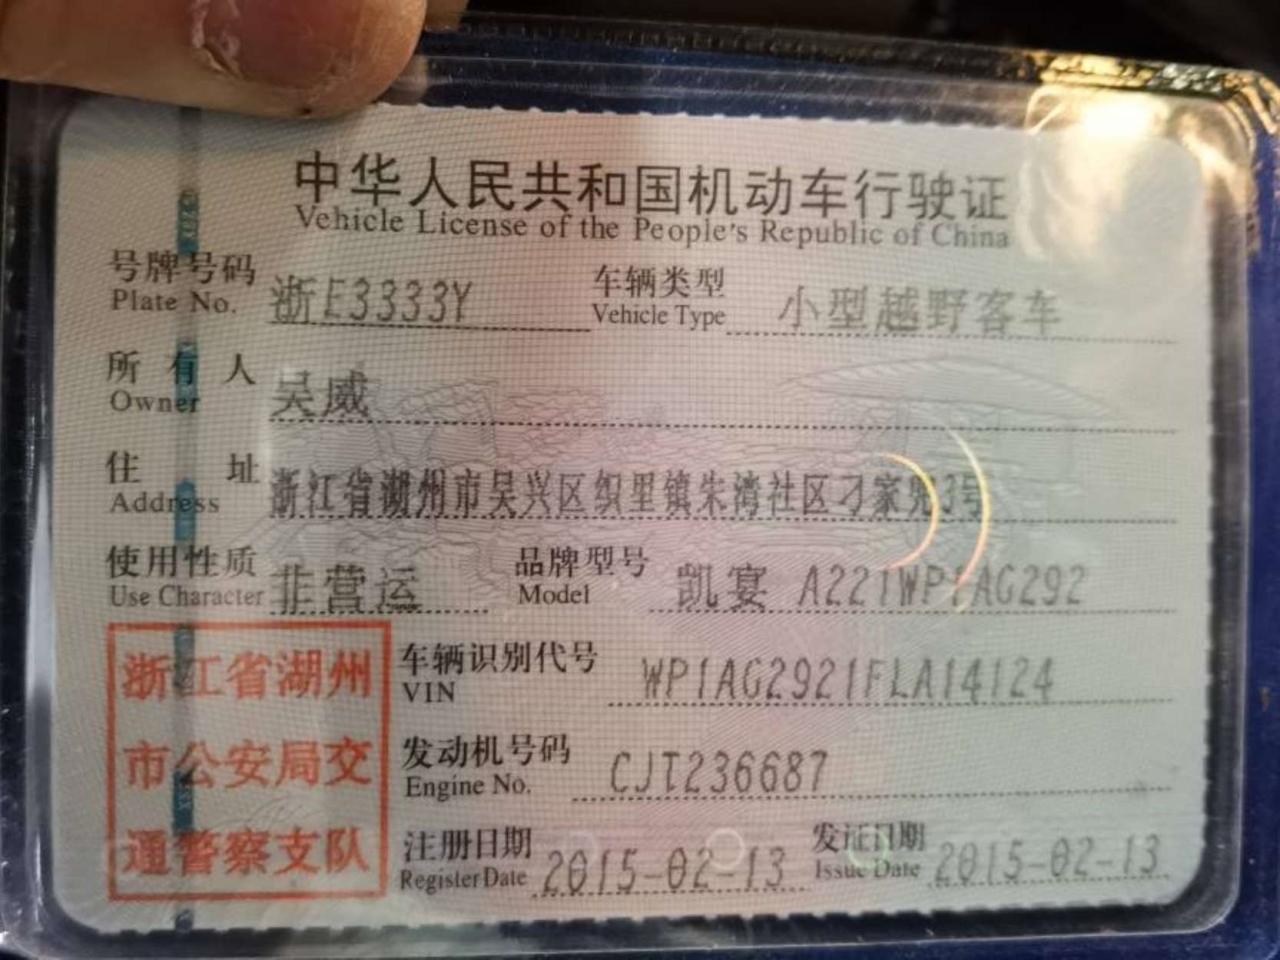 中华人民共和国机动车行驶证
Vehicle License of the People's Republic of China
号牌号码 浙E3333Y 车辆类型 小型越野客车
Plate No. Vehicle Type
所有人 吴威
Owner
住址 浙江省湖州市吴兴区织里镇朱湾社区刁家兜3号
Address
使用性质 非营运 品牌型号 凯宴 A221WP1AG292
Use Character Model
浙江省湖州 车辆识别代号 WP1AG2921FLA14124
VIN
市公安局交 发动机号码 CJT236687
Engine No.
通警察支队 注册日期 2015-02-13 发证日期 2015-02-13
Register Date Issue Date